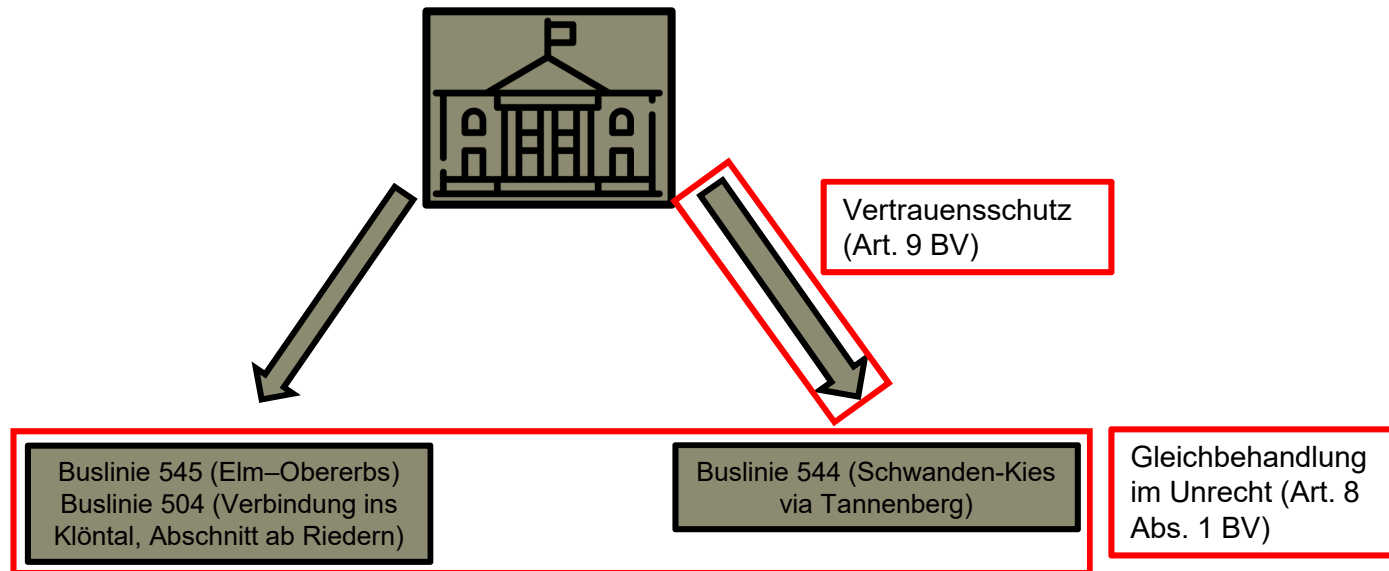 Vertrauensschutz
(Art. 9 BV)
Buslinie 545 (Elm–Obererbs)
Buslinie 504 (Verbindung ins
Klöntal, Abschnitt ab Riedern)
Buslinie 544 (Schwanden-Kies
via Tannenberg)
Gleichbehandlung
im Unrecht (Art. 8
Abs. 1 BV)